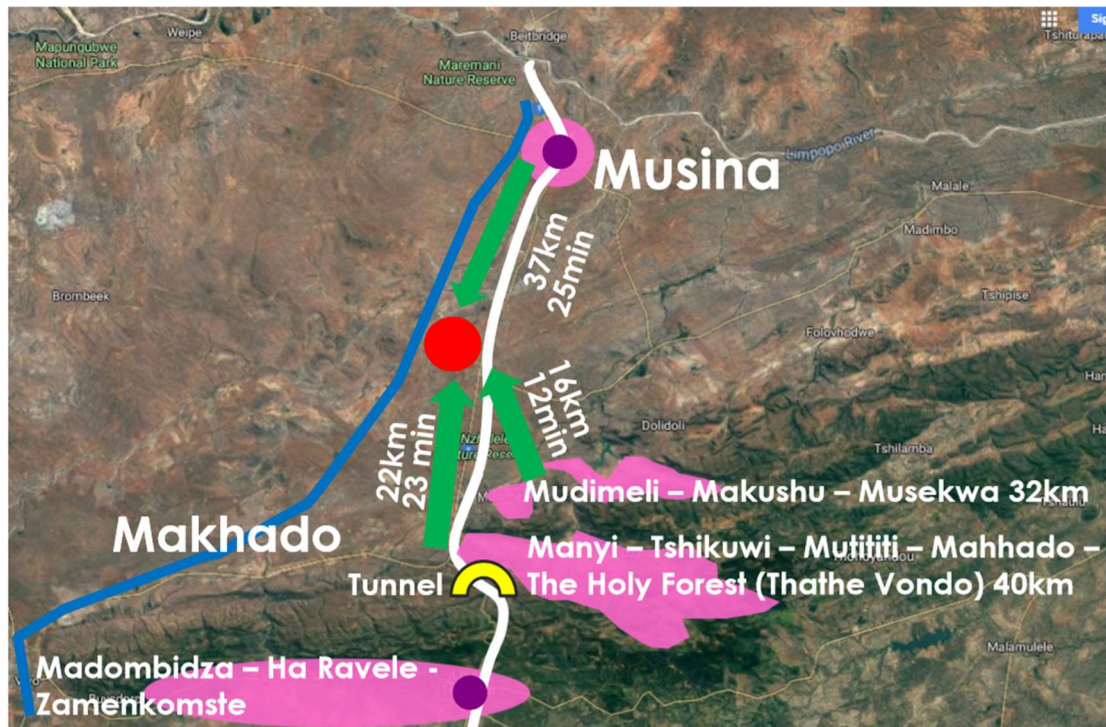 Sig
Weipe
Beitbridge
Mapungubwe
National Park
Maremani
Nature Reserve
Limpopo River
Musina
Malale
Madimbo
37km
25min
Brombeek
Tshipise
Folovhodwe
16km
12min
Dolidoli
22km
23 min
Tshilamba
Mudimeli – Makushu – Musekwa 32km
Makhado
Manyi – Tshikuwi – Mutititi – Mahhado –
Tunnel
The Holy Forest (Thathe Vondo) 40km
Malamulele
Madombidza – Ha Ravele -
Zamenkomste